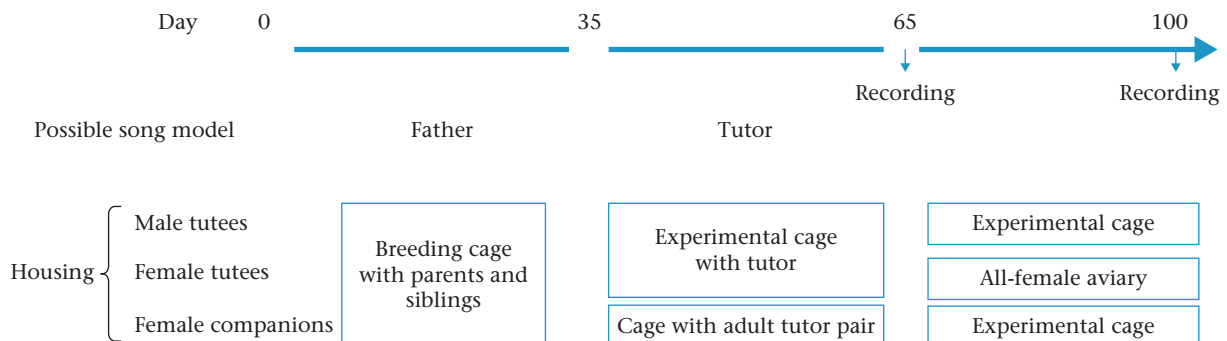 Day 0 35 65 100
Recording Recording
Possible song model Father Tutor
Male tutees Experimental cage
Breeding cage Experimental cage
with parents and with tutor
Housing Female tutees All-female aviary
siblings
Female companions Cage with adult tutor pair Experimental cage